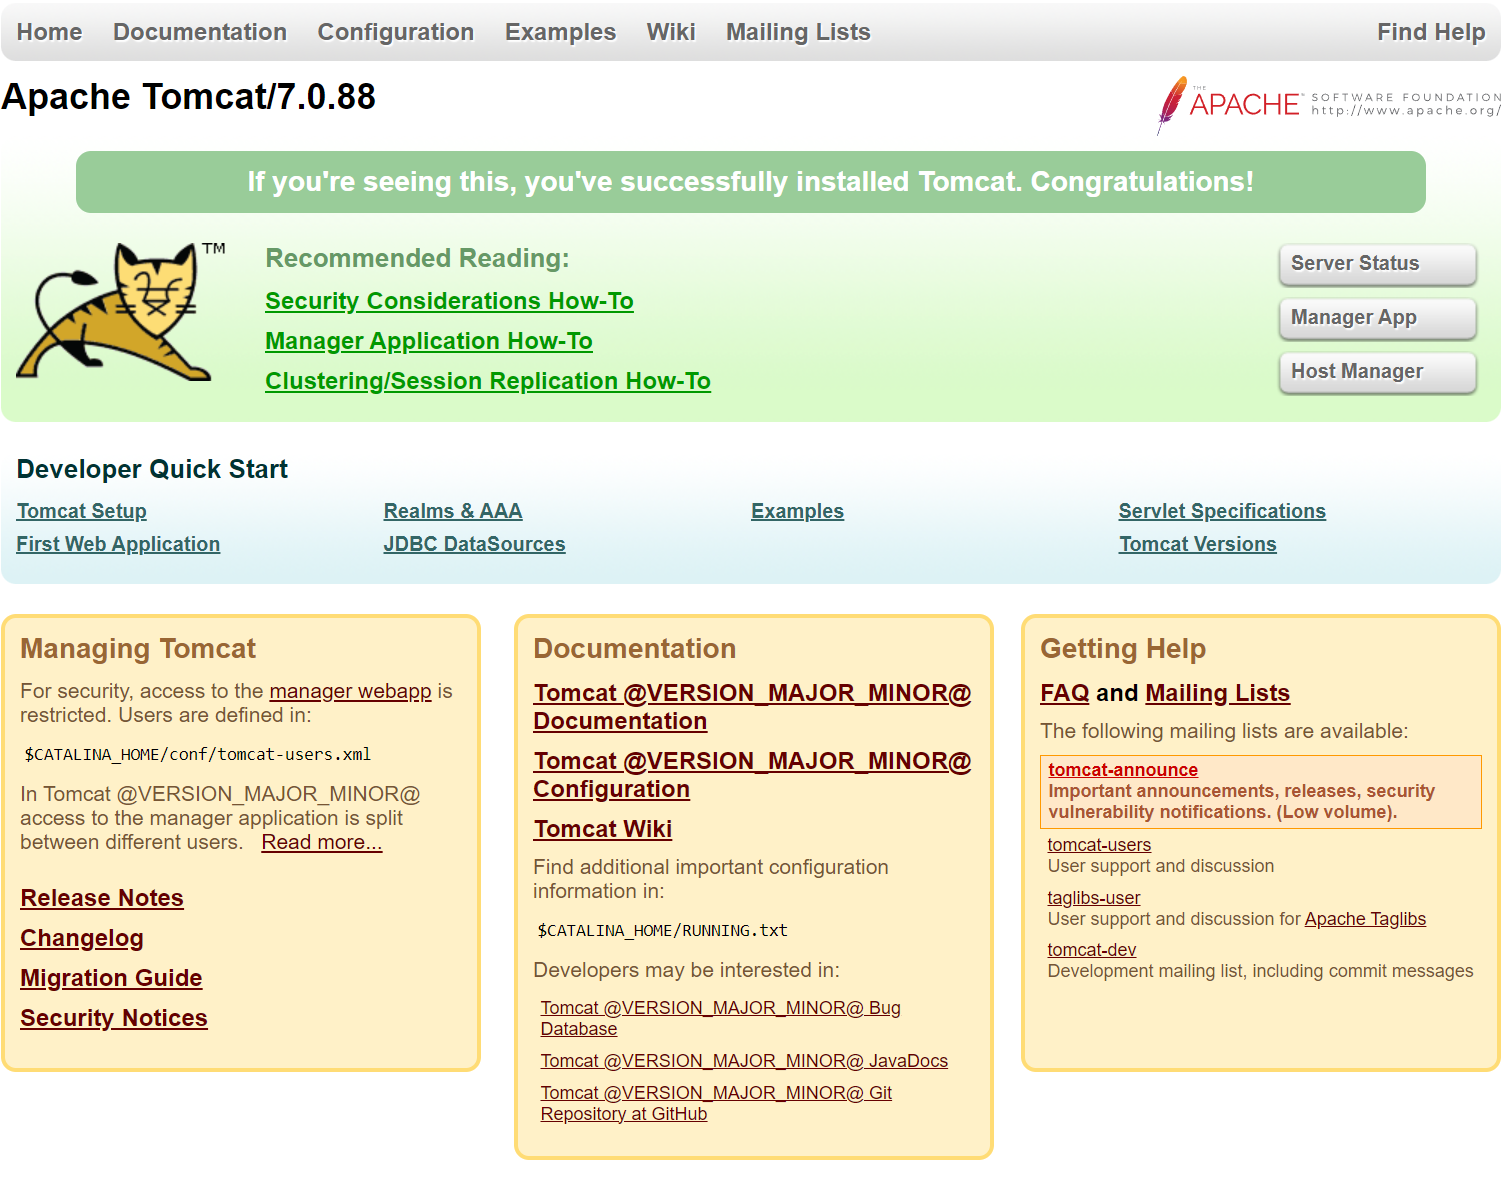 Home Documentation Configuration Examples Wiki Mailing Lists Find Help
Apache Tomcat/7.0.88
THE APACHE™ SOFTWARE FOUNDATION
http://www.apache.org/
If you're seeing this, you've successfully installed Tomcat. Congratulations!
TM
Recommended Reading:
Security Considerations How-To
Manager Application How-To
Clustering/Session Replication How-To
Server Status
Manager App
Host Manager
Developer Quick Start
Tomcat Setup
First Web Application
Realms & AAA
JDBC DataSources
Examples
Servlet Specifications
Tomcat Versions
Managing Tomcat
For security, access to the manager webapp is
restricted. Users are defined in:
$CATALINA_HOME/conf/tomcat-users.xml
In Tomcat @VERSION_MAJOR_MINOR@
access to the manager application is split
between different users. Read more...
Release Notes
Changelog
Migration Guide
Security Notices
Documentation
Tomcat @VERSION_MAJOR_MINOR@
Documentation
Tomcat @VERSION_MAJOR_MINOR@
Configuration
Tomcat Wiki
Find additional important configuration
information in:
$CATALINA_HOME/RUNNING.txt
Developers may be interested in:
Tomcat @VERSION_MAJOR_MINOR@ Bug
Database
Tomcat @VERSION_MAJOR_MINOR@ JavaDocs
Tomcat @VERSION_MAJOR_MINOR@ Git
Repository at GitHub
Getting Help
FAQ and Mailing Lists
The following mailing lists are available:
tomcat-announce
Important announcements, releases, security
vulnerability notifications. (Low volume).
tomcat-users
User support and discussion
taglibs-user
User support and discussion for Apache Taglibs
tomcat-dev
Development mailing list, including commit messages